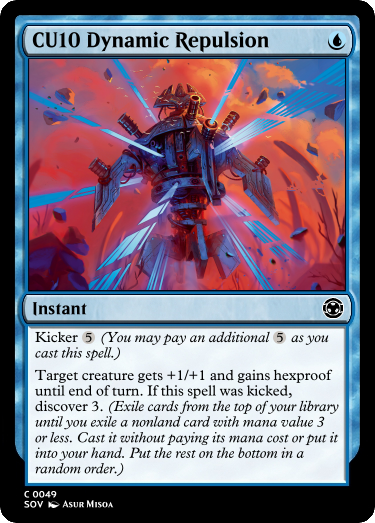 CU10 Dynamic Repulsion
Instant
Kicker 5 (You may pay an additional 5 as you
cast this spell.)
Target creature gets +1/+1 and gains hexproof
until end of turn. If this spell was kicked,
discover 3. (Exile cards from the top of your library
until you exile a nonland card with mana value 3
or less. Cast it without paying its mana cost or put it
into your hand. Put the rest on the bottom in a
random order.)
C 0049
SOV Asur Misoa